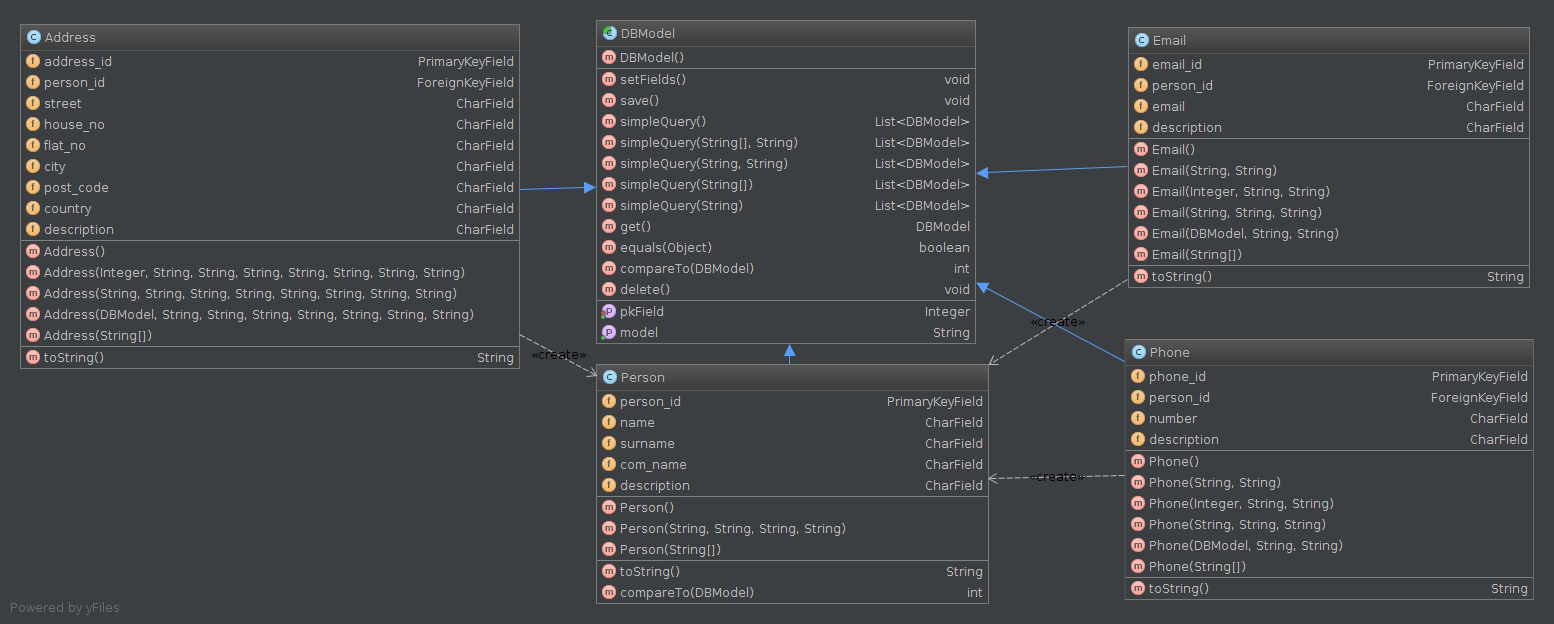 Address
address_id PrimaryKeyField
person_id ForeignKeyField
street CharField
house_no CharField
flat_no CharField
city CharField
post_code CharField
country CharField
description CharField
Address()
Address(Integer, String, String, String, String, String, String, String)
Address(String, String, String, String, String, String, String, String)
Address(DBModel, String, String, String, String, String, String, String)
Address(String[])
toString() String
DBModel
DBModel()
setFields() void
save() void
simpleQuery() List<DBModel>
simpleQuery(String[], String) List<DBModel>
simpleQuery(String, String) List<DBModel>
simpleQuery(String[]) List<DBModel>
simpleQuery(String) List<DBModel>
get() DBModel
equals(Object) boolean
compareTo(DBModel) int
delete() void
pkField Integer
model String
Email
email_id PrimaryKeyField
person_id ForeignKeyField
email CharField
description CharField
Email()
Email(String, String)
Email(Integer, String, String)
Email(String, String, String)
Email(DBModel, String, String)
Email(String[])
toString() String
«create»
«create»
Person
person_id PrimaryKeyField
name CharField
surname CharField
com_name CharField
description CharField
Person()
Person(String, String, String, String)
Person(String[])
toString() String
compareTo(DBModel) int
«create»
Phone
phone_id PrimaryKeyField
person_id ForeignKeyField
number CharField
description CharField
Phone()
Phone(String, String)
Phone(Integer, String, String)
Phone(String, String, String)
Phone(DBModel, String, String)
Phone(String[])
toString() String
Powered by yFiles